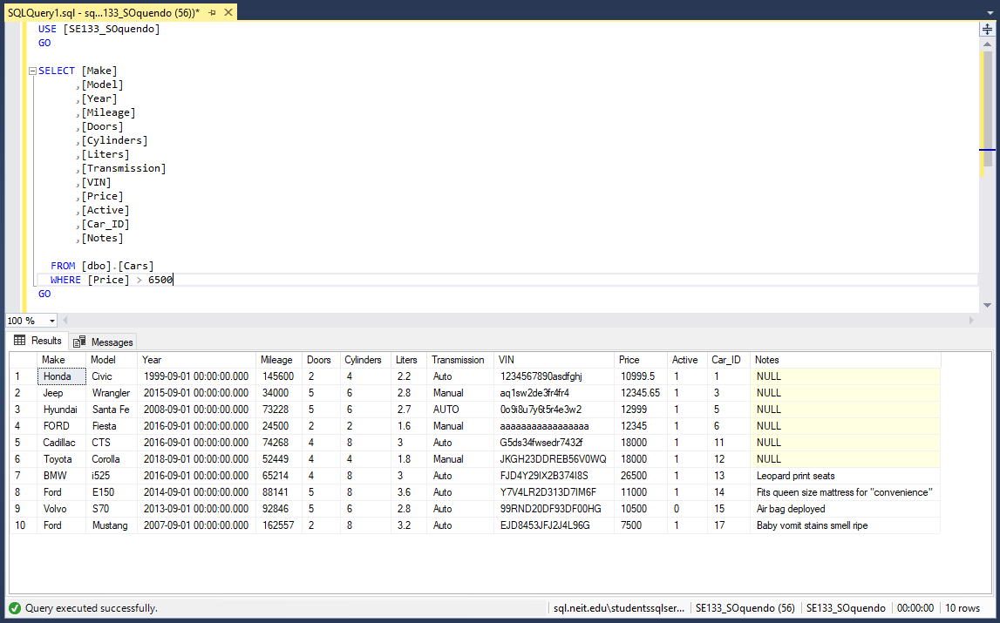 SQLQuery1.sql - sq...133_SOquendo (56))*
USE [SE133_SOquendo]
GO
SELECT [Make]
,[Model]
,[Year]
,[Mileage]
,[Doors]
,[Cylinders]
,[Liters]
,[Transmission]
,[VIN]
,[Price]
,[Active]
,[Car_ID]
,[Notes]
FROM [dbo].[Cars]
WHERE [Price] > 6500
GO
100 %
Results Messages
Make Model Year Mileage Doors Cylinders Liters Transmission VIN Price Active Car_ID Notes
1 Honda Civic 1999-09-01 00:00:00.000 145600 2 4 2.2 Auto 1234567890asdfghj 10999.5 1 1 NULL
2 Jeep Wrangler 2015-09-01 00:00:00.000 34000 5 6 2.8 Manual aq1sw2de3fr4fr4 12345.65 1 3 NULL
3 Hyundai Santa Fe 2008-09-01 00:00:00.000 73228 5 6 2.7 AUTO 0o9i8u7y6t5r4e3w2 12999 1 5 NULL
4 FORD Fiesta 2016-09-01 00:00:00.000 24500 2 2 1.6 Manual aaaaaaaaaaaaaaaaa 12345 1 6 NULL
5 Cadillac CTS 2016-09-01 00:00:00.000 74268 4 8 3 Auto G5ds34fwsedr7432f 18000 1 11 NULL
6 Toyota Corolla 2018-09-01 00:00:00.000 52449 4 4 1.8 Manual JKGH23DDREB56V0WQ 18000 1 12 NULL
7 BMW i525 2016-09-01 00:00:00.000 65214 4 8 3 Auto FJD4Y29IX2B374I8S 26500 1 13 Leopard print seats
8 Ford E150 2014-09-01 00:00:00.000 88141 5 8 3.6 Auto Y7V4LR2D313D7IM6F 11000 1 14 Fits queen size mattress for "convenience"
9 Volvo S70 2013-09-01 00:00:00.000 92846 5 6 2.8 Auto 99RND20DF93DF00HG 10500 0 15 Air bag deployed
10 Ford Mustang 2007-09-01 00:00:00.000 162557 2 8 3.2 Auto EJD8453JFJ2J4L96G 7500 1 17 Baby vomit stains smell ripe
Query executed successfully. sql.neit.edu\studentssqlser... SE133_SOquendo (56) SE133_SOquendo 00:00:00 10 rows